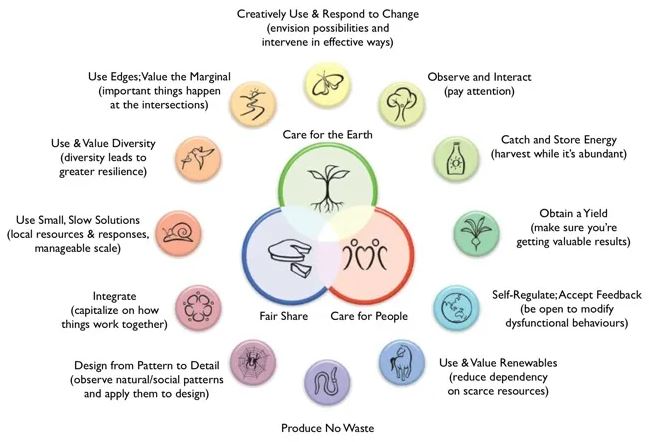 Creatively Use & Respond to Change
(envision possibilities and
intervene in effective ways)
Observe and Interact
(pay attention)
Catch and Store Energy
(harvest while it's abundant)
Obtain a Yield
(make sure you're
getting valuable results)
Self-Regulate; Accept Feedback
(be open to modify
dysfunctional behaviours)
Use & Value Renewables
(reduce dependency
on scarce resources)
Produce No Waste
Design from Pattern to Detail
(observe natural/social patterns
and apply them to design)
Integrate
(capitalize on how
things work together)
Use Small, Slow Solutions
(local resources & responses,
manageable scale)
Use & Value Diversity
(diversity leads to
greater resilience)
Use Edges; Value the Marginal
(important things happen
at the intersections)
Care for the Earth
Fair Share
Care for People